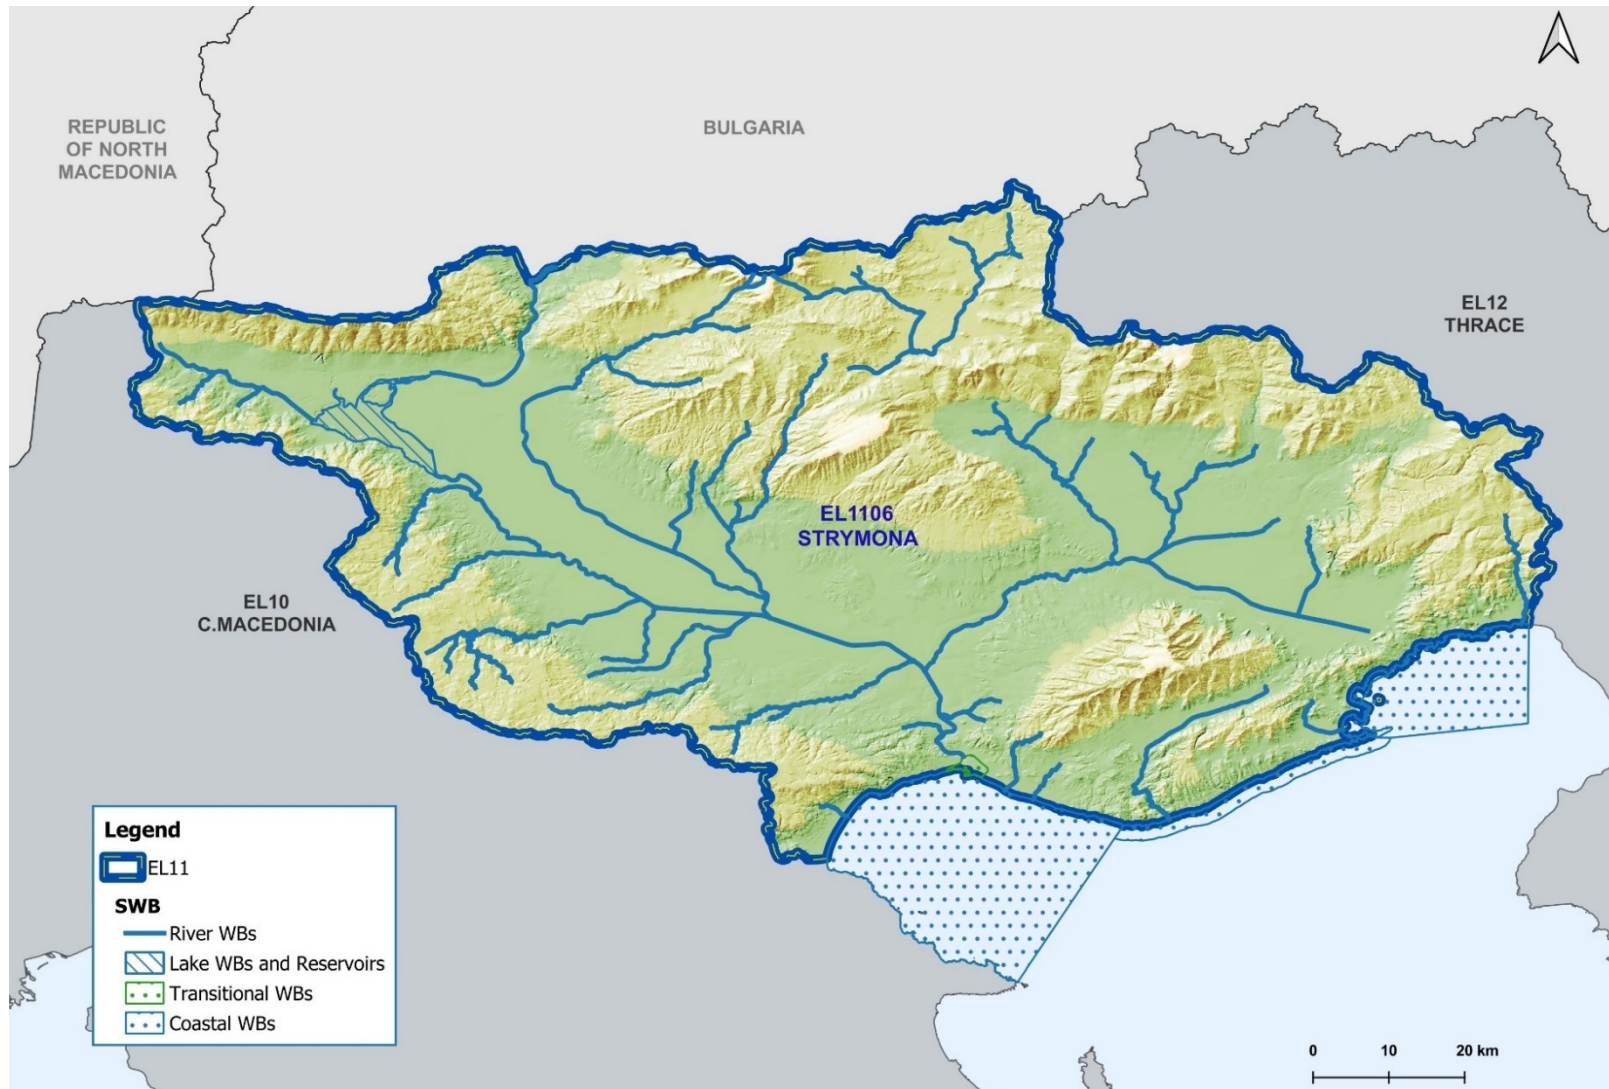 REPUBLIC
OF NORTH
MACEDONIA
BULGARIA
EL12
THRACE
EL1106
STRYMONA
EL10
C.MACEDONIA
Legend
EL11
SWB
River WBs
Lake WBs and Reservoirs
Transitional WBs
Coastal WBs
0 10 20 km